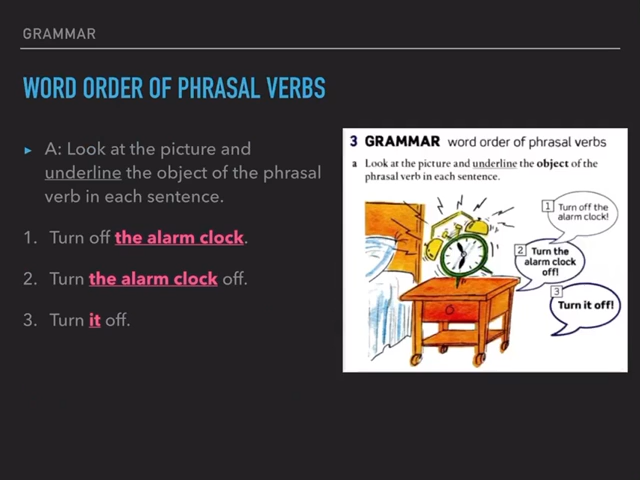 GRAMMAR
WORD ORDER OF PHRASAL VERBS
▸ A: Look at the picture and
underline the object of the phrasal
verb in each sentence.
1. Turn off the alarm clock.
2. Turn the alarm clock off.
3. Turn it off.
3 GRAMMAR word order of phrasal verbs
a Look at the picture and underline the object of the
phrasal verb in each sentence.
1 Turn off the
alarm clock!
2 Turn the
alarm clock
off!
3
Turn it off!